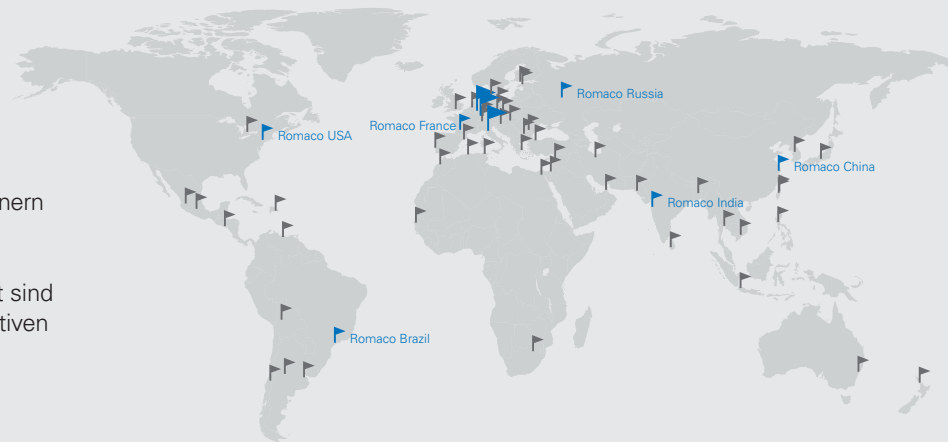 nern
t sind
tiven
Romaco Russia
Romaco France
Romaco USA
Romaco China
Romaco India
Romaco Brazil